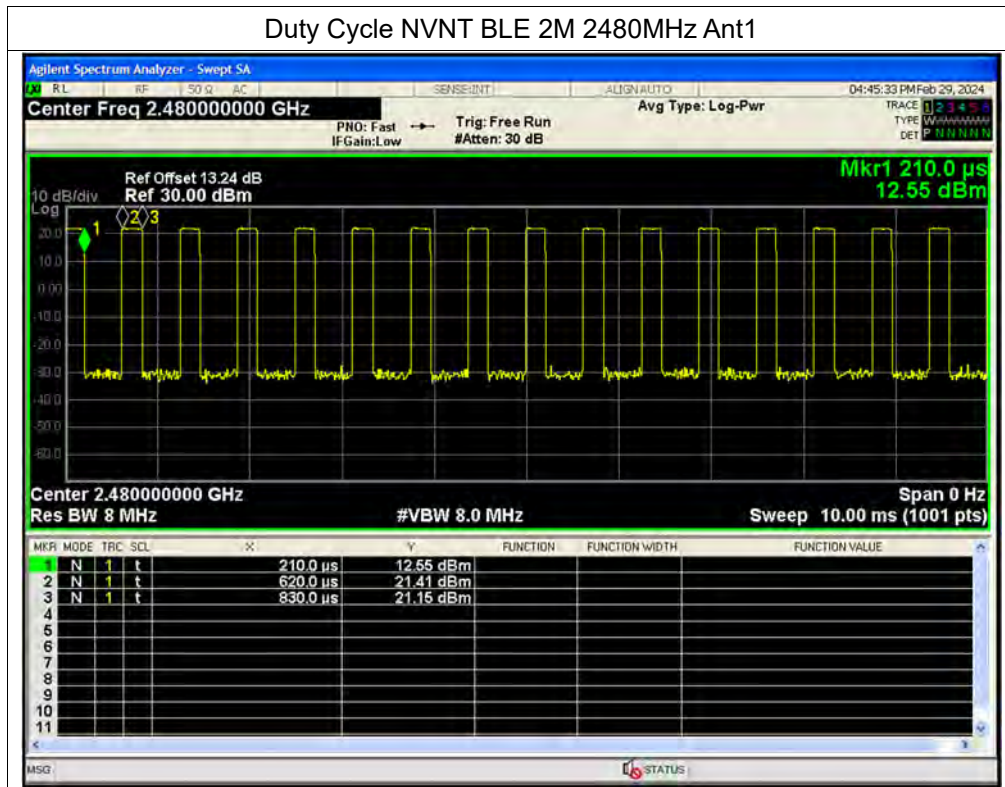 Duty Cycle NVNT BLE 2M 2480MHz Ant1
Agilent Spectrum Analyzer - Swept SA
RL RF 50 Ω AC SENSE:INT ALIGN AUTO 04:45:33 PM Feb 29, 2024
Center Freq 2.480000000 GHz Avg Type: Log-Pwr TRACE 1 2 3 4 5 6
PNO: Fast Trig: Free Run TYPE W
IFGain:Low #Atten: 30 dB DET P N N N N N
Mkr1 210.0 µs
Ref Offset 13.24 dB
10 dB/div Ref 30.00 dBm 12.55 dBm
Log
1 2 3
20.0
10.0
0.00
-10.0
-20.0
-30.0
-40.0
-50.0
-60.0
Center 2.480000000 GHz Span 0 Hz
Res BW 8 MHz #VBW 8.0 MHz Sweep 10.00 ms (1001 pts)
MKR MODE TRC SCL X Y FUNCTION FUNCTION WIDTH FUNCTION VALUE
1 N 1 t 210.0 µs 12.55 dBm
2 N 1 t 620.0 µs 21.41 dBm
3 N 1 t 830.0 µs 21.15 dBm
4
5
6
7
8
9
10
11
MSG STATUS